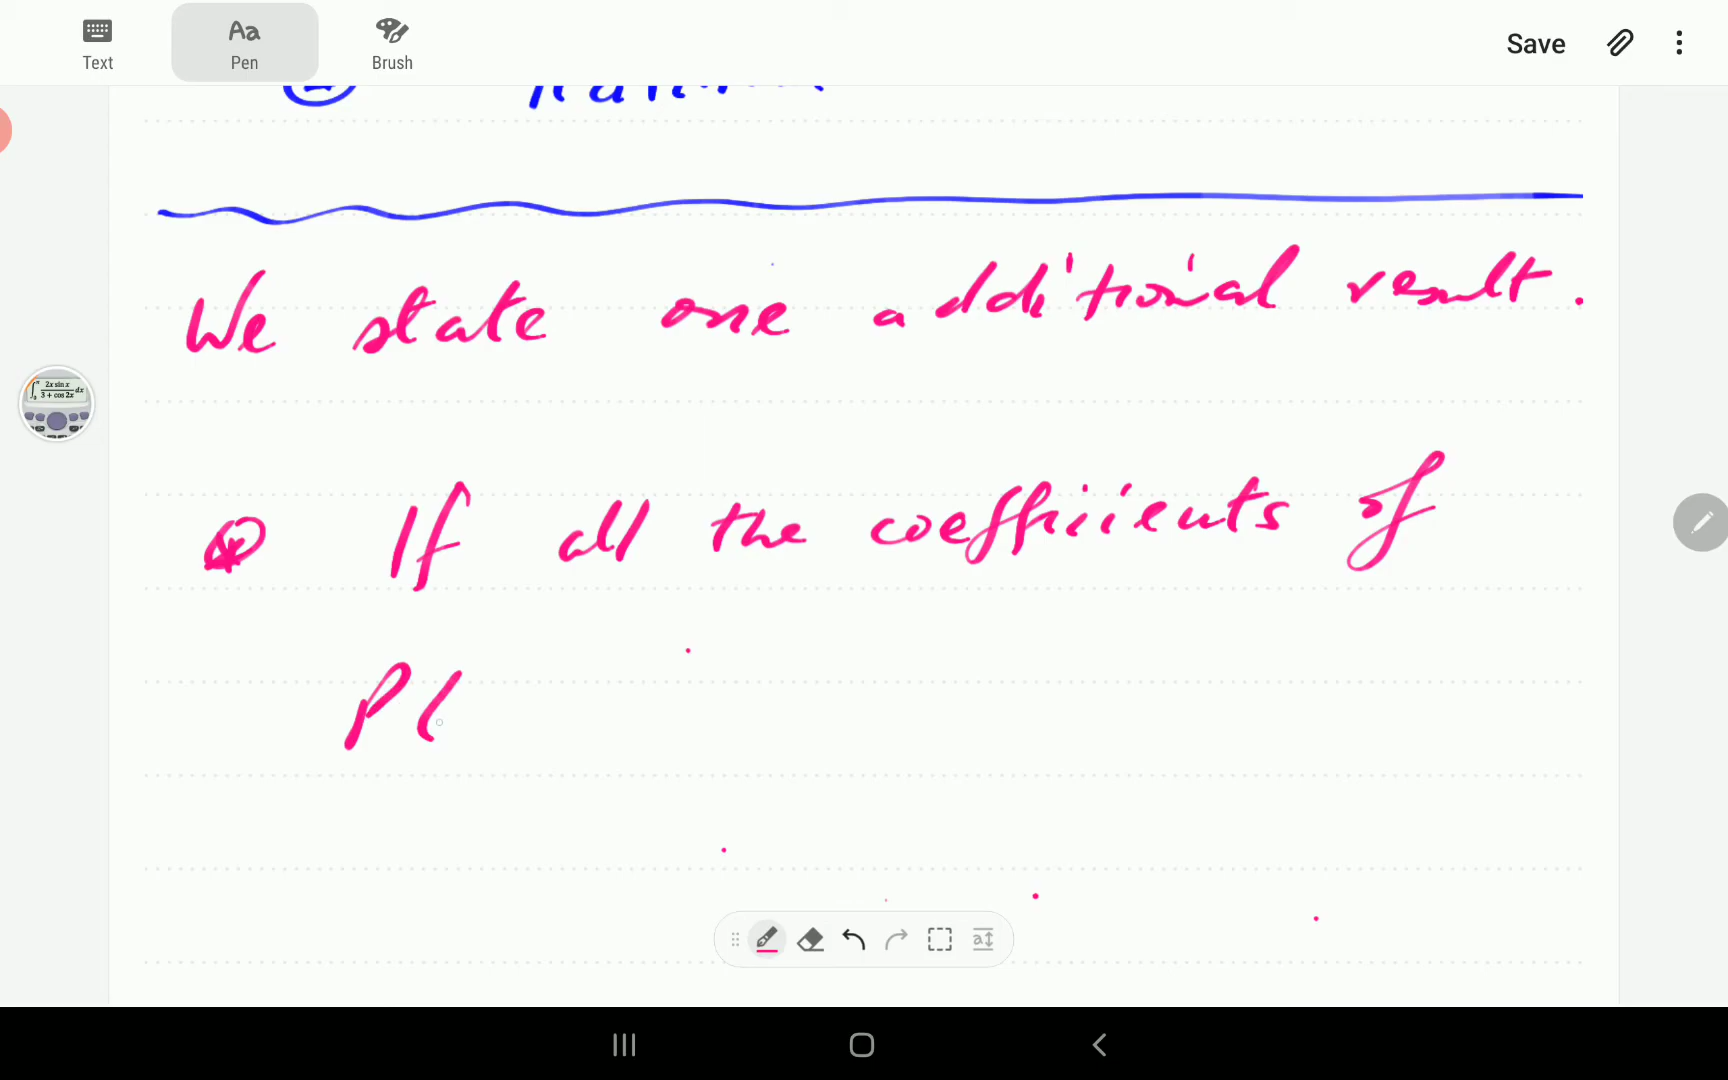 Text Pen Brush Save
We state one additional result.
If all the coefficients of
P(